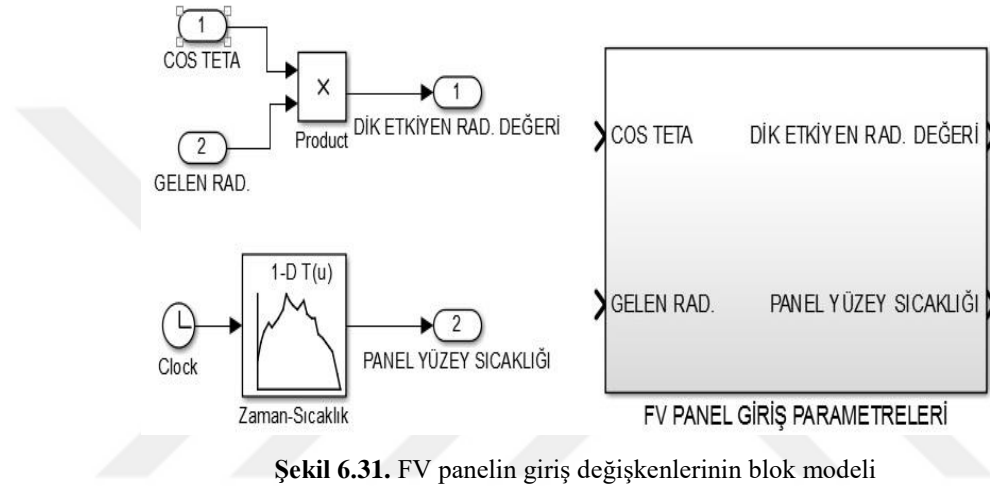 1
COS TETA
×
Product
1
DİK ETKİYEN RAD. DEĞERİ
2
GELEN RAD.
1-D T(u)
Clock
Zaman-Sıcaklık
2
PANEL YÜZEY SICAKLIĞI
COS TETA
DİK ETKİYEN RAD. DEĞERİ
GELEN RAD.
PANEL YÜZEY SICAKLIĞI
FV PANEL GİRİŞ PARAMETRELERİ
Şekil 6.31. FV panelin giriş değişkenlerinin blok modeli